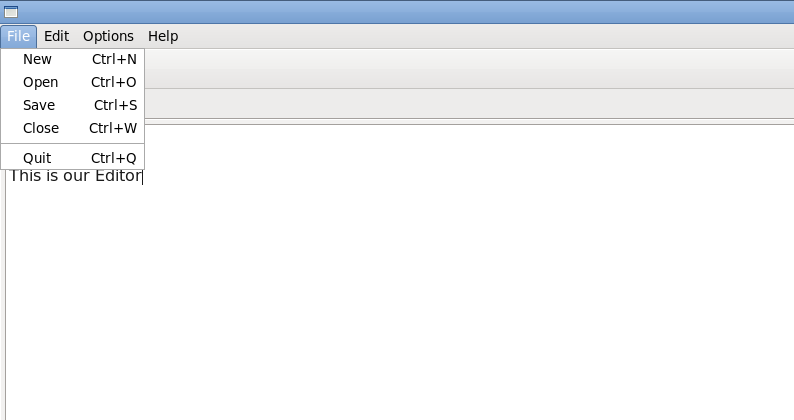 File Edit Options Help
New Ctrl+N
Open Ctrl+O
Save Ctrl+S
Close Ctrl+W
Quit Ctrl+Q
This is our Editor